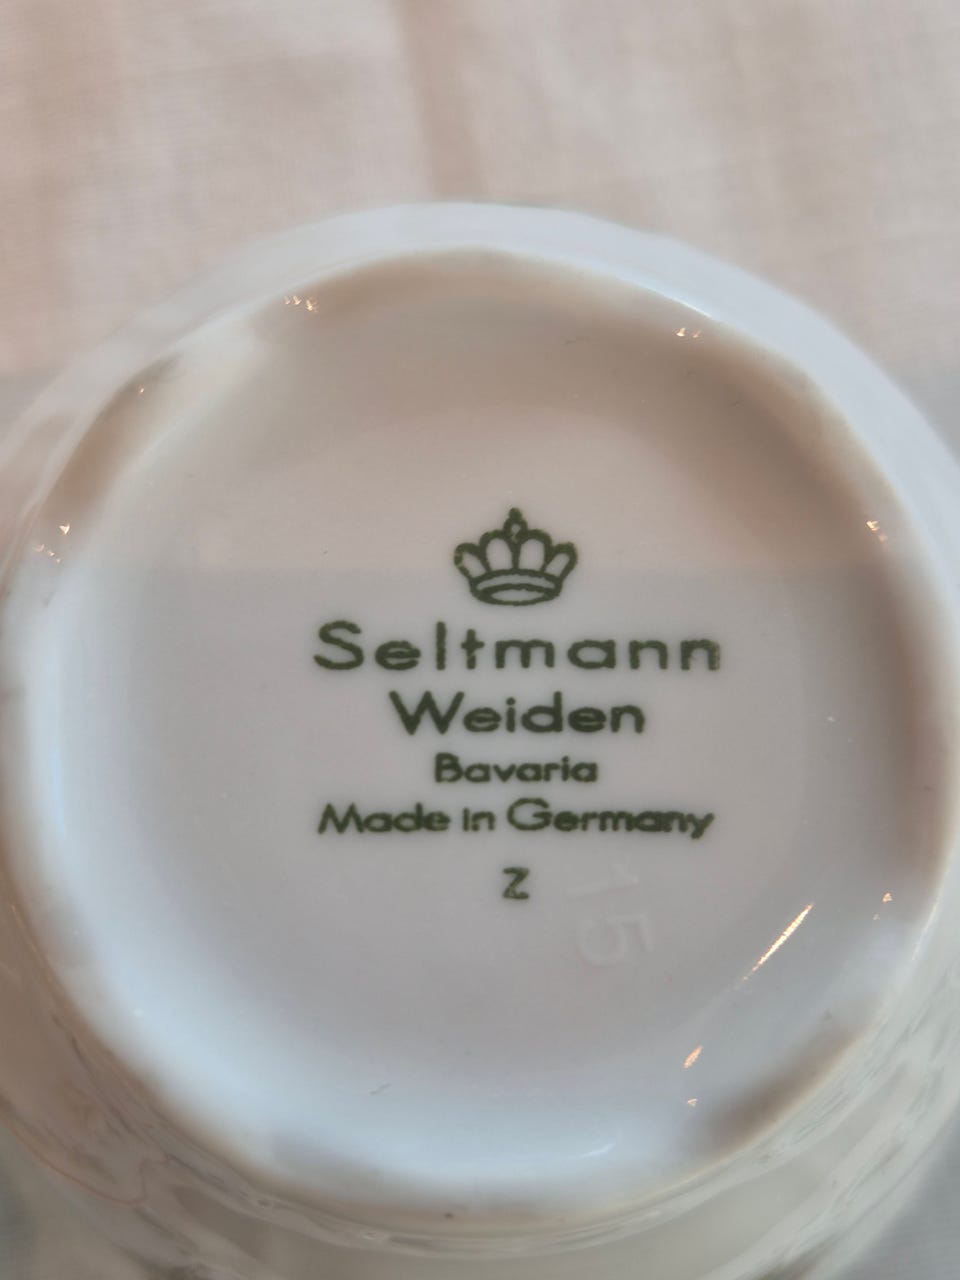 Seltmann
Weiden
Bavaria
Made in Germany
Z
15